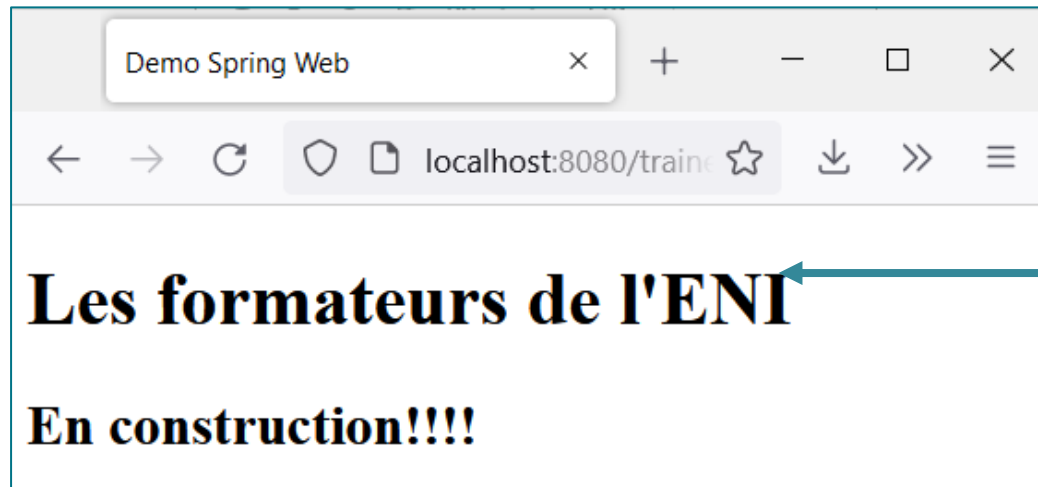 Demo Spring Web
localhost:8080/traine
Les formateurs de l'ENI
En construction!!!!